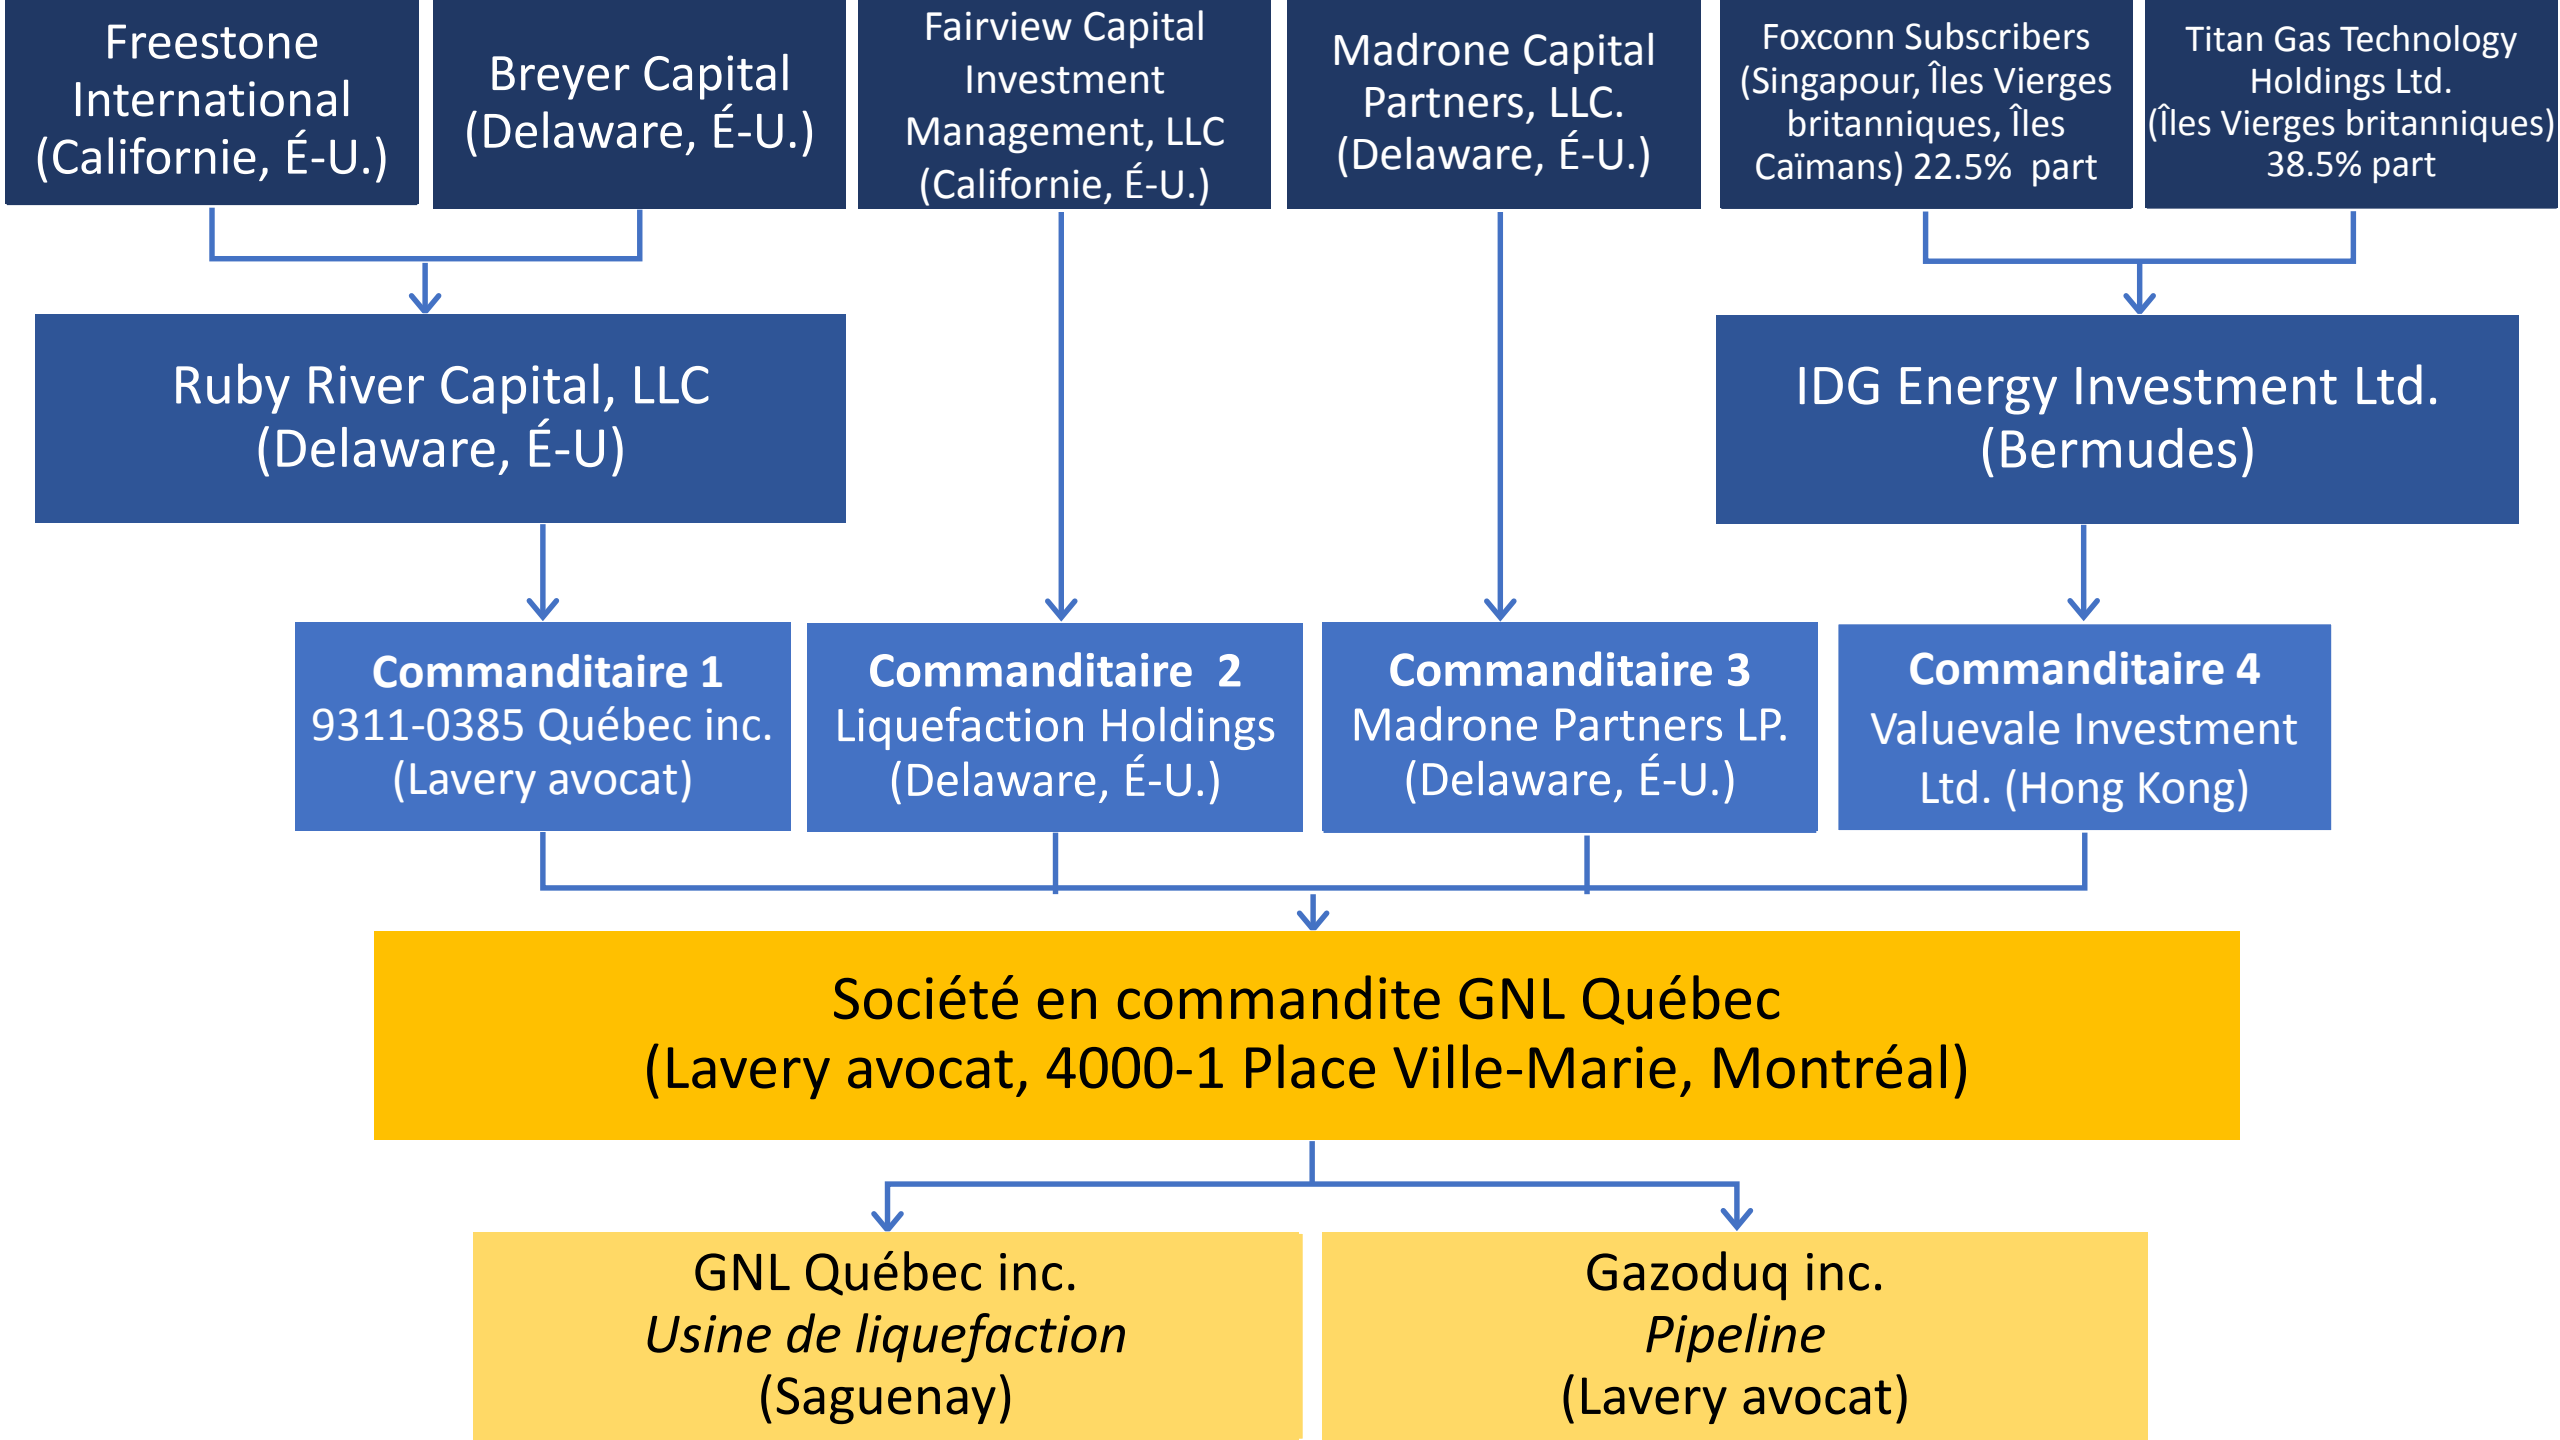 Freestone
International
(Californie, É-U.)
Breyer Capital
(Delaware, É-U.)
Fairview Capital
Investment
Management, LLC
(Californie, É-U.)
Madrone Capital
Partners, LLC.
(Delaware, É-U.)
Foxconn Subscribers
(Singapour, Îles Vierges
britanniques, Îles
Caïmans) 22.5% part
Titan Gas Technology
Holdings Ltd.
(Îles Vierges britanniques)
38.5% part
Ruby River Capital, LLC
(Delaware, É-U)
IDG Energy Investment Ltd.
(Bermudes)
Commanditaire 1
9311-0385 Québec inc.
(Lavery avocat)
Commanditaire 2
Liquefaction Holdings
(Delaware, É-U.)
Commanditaire 3
Madrone Partners LP.
(Delaware, É-U.)
Commanditaire 4
Valuevale Investment
Ltd. (Hong Kong)
Société en commandite GNL Québec
(Lavery avocat, 4000-1 Place Ville-Marie, Montréal)
GNL Québec inc.
Usine de liquefaction
(Saguenay)
Gazoduq inc.
Pipeline
(Lavery avocat)